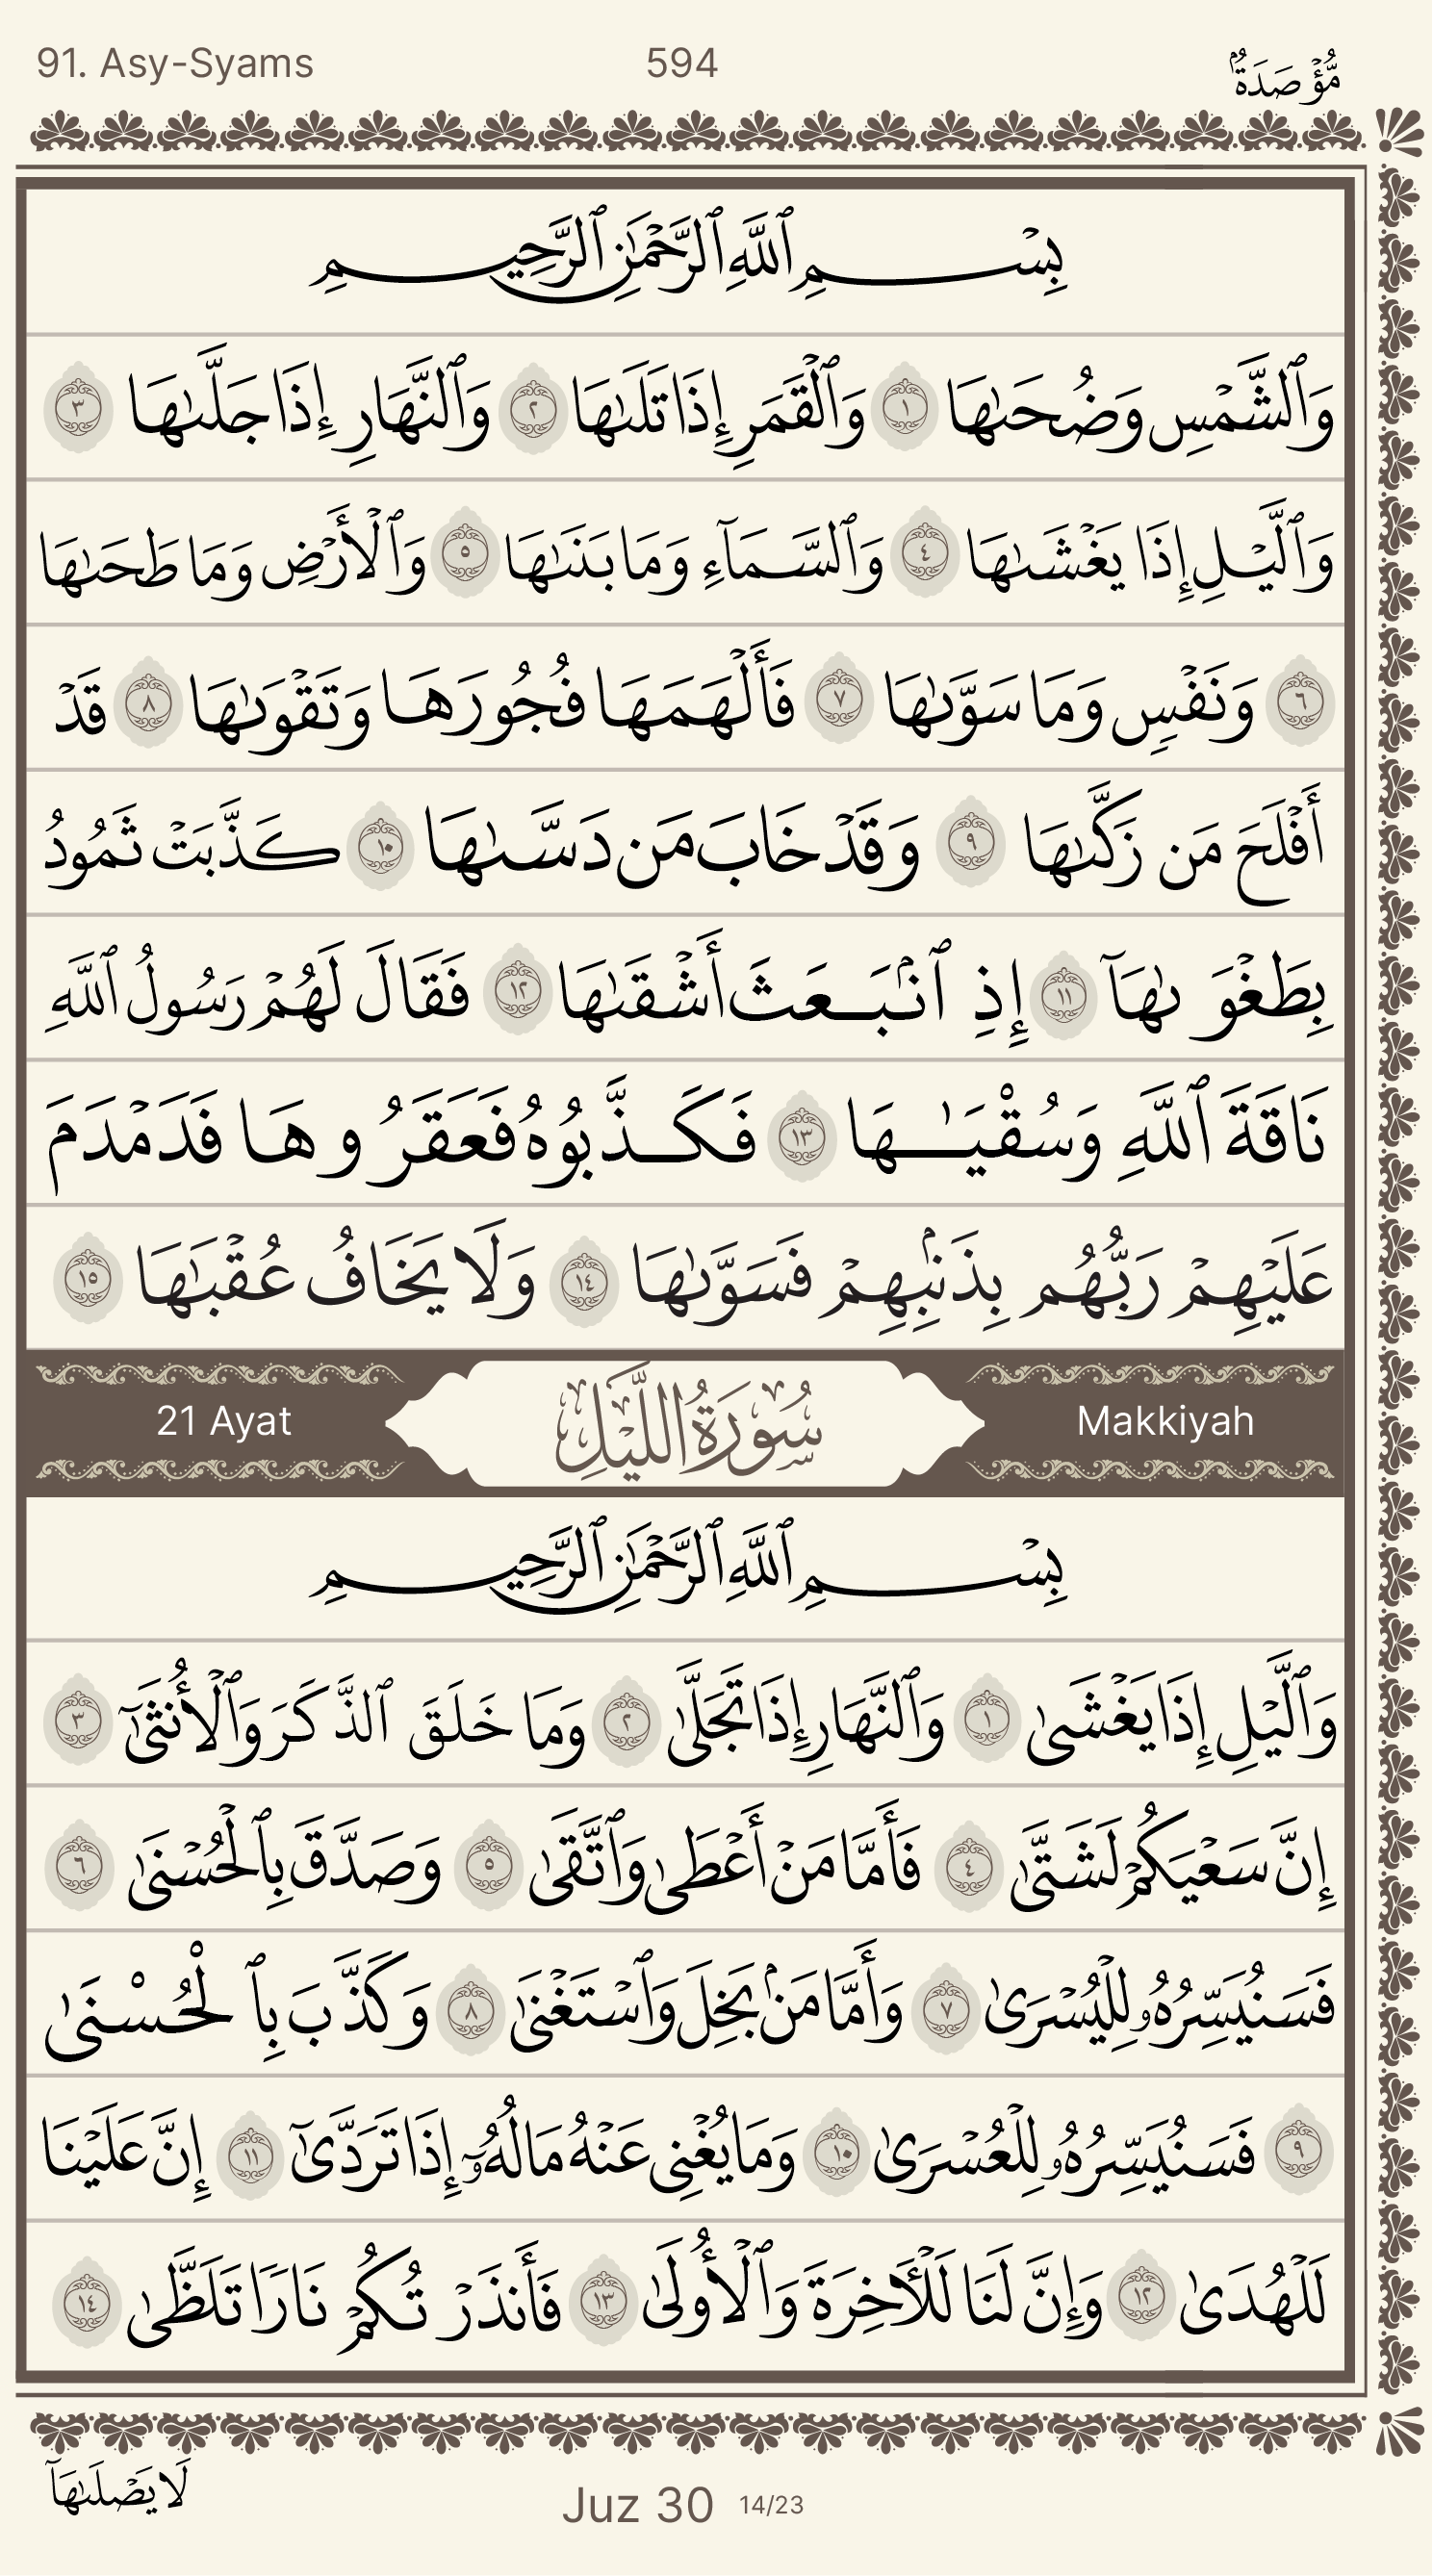 91. Asy-Syams 594 مُّؤْصَدَةٌۢ
بِسْمِ ٱللَّهِ ٱلرَّحْمَٰنِ ٱلرَّحِيمِ
وَٱلشَّمْسِ وَضُحَىٰهَا ١ وَٱلْقَمَرِ إِذَا تَلَىٰهَا ٢ وَٱلنَّهَارِ إِذَا جَلَّىٰهَا ٣
وَٱلَّيْلِ إِذَا يَغْشَىٰهَا ٤ وَٱلسَّمَآءِ وَمَا بَنَىٰهَا ٥ وَٱلْأَرْضِ وَمَا طَحَىٰهَا
٦ وَنَفْسٍ وَمَا سَوَّىٰهَا ٧ فَأَلْهَمَهَا فُجُورَهَا وَتَقْوَىٰهَا ٨ قَدْ
أَفْلَحَ مَن زَكَّىٰهَا ٩ وَقَدْ خَابَ مَن دَسَّىٰهَا ١٠ كَذَّبَتْ ثَمُودُ
بِطَغْوَىٰهَآ ١١ إِذِ ٱنۢبَعَثَ أَشْقَىٰهَا ١٢ فَقَالَ لَهُمْ رَسُولُ ٱللَّهِ
نَاقَةَ ٱللَّهِ وَسُقْيَـٰهَا ١٣ فَكَذَّبُوهُ فَعَقَرُوهَا فَدَمْدَمَ
عَلَيْهِمْ رَبُّهُم بِذَنۢبِهِمْ فَسَوَّىٰهَا ١٤ وَلَا يَخَافُ عُقْبَـٰهَا ١٥
Makkiyah سُورَةُ اللَّيْلِ 21 Ayat
بِسْمِ ٱللَّهِ ٱلرَّحْمَٰنِ ٱلرَّحِيمِ
وَٱلَّيْلِ إِذَا يَغْشَىٰ ١ وَٱلنَّهَارِ إِذَا تَجَلَّىٰ ٢ وَمَا خَلَقَ ٱلذَّكَرَ وَٱلْأُنثَىٰٓ ٣
إِنَّ سَعْيَكُمْ لَشَتَّىٰ ٤ فَأَمَّا مَنْ أَعْطَىٰ وَٱتَّقَىٰ ٥ وَصَدَّقَ بِٱلْحُسْنَىٰ ٦
فَسَنُيَسِّرُهُۥ لِلْيُسْرَىٰ ٧ وَأَمَّا مَنۢ بَخِلَ وَٱسْتَغْنَىٰ ٨ وَكَذَّبَ بِٱلْحُسْنَىٰ
٩ فَسَنُيَسِّرُهُۥ لِلْعُسْرَىٰ ١٠ وَمَا يُغْنِى عَنْهُ مَالُهُۥٓ إِذَا تَرَدَّىٰٓ ١١ إِنَّ عَلَيْنَا
لَلْهُدَىٰ ١٢ وَإِنَّ لَنَا لَلْـَٔاخِرَةَ وَٱلْأُولَىٰ ١٣ فَأَنذَرْتُكُمْ نَارًا تَلَظَّىٰ ١٤
لَا يَصْلَىٰهَآ
Juz 30 14/23